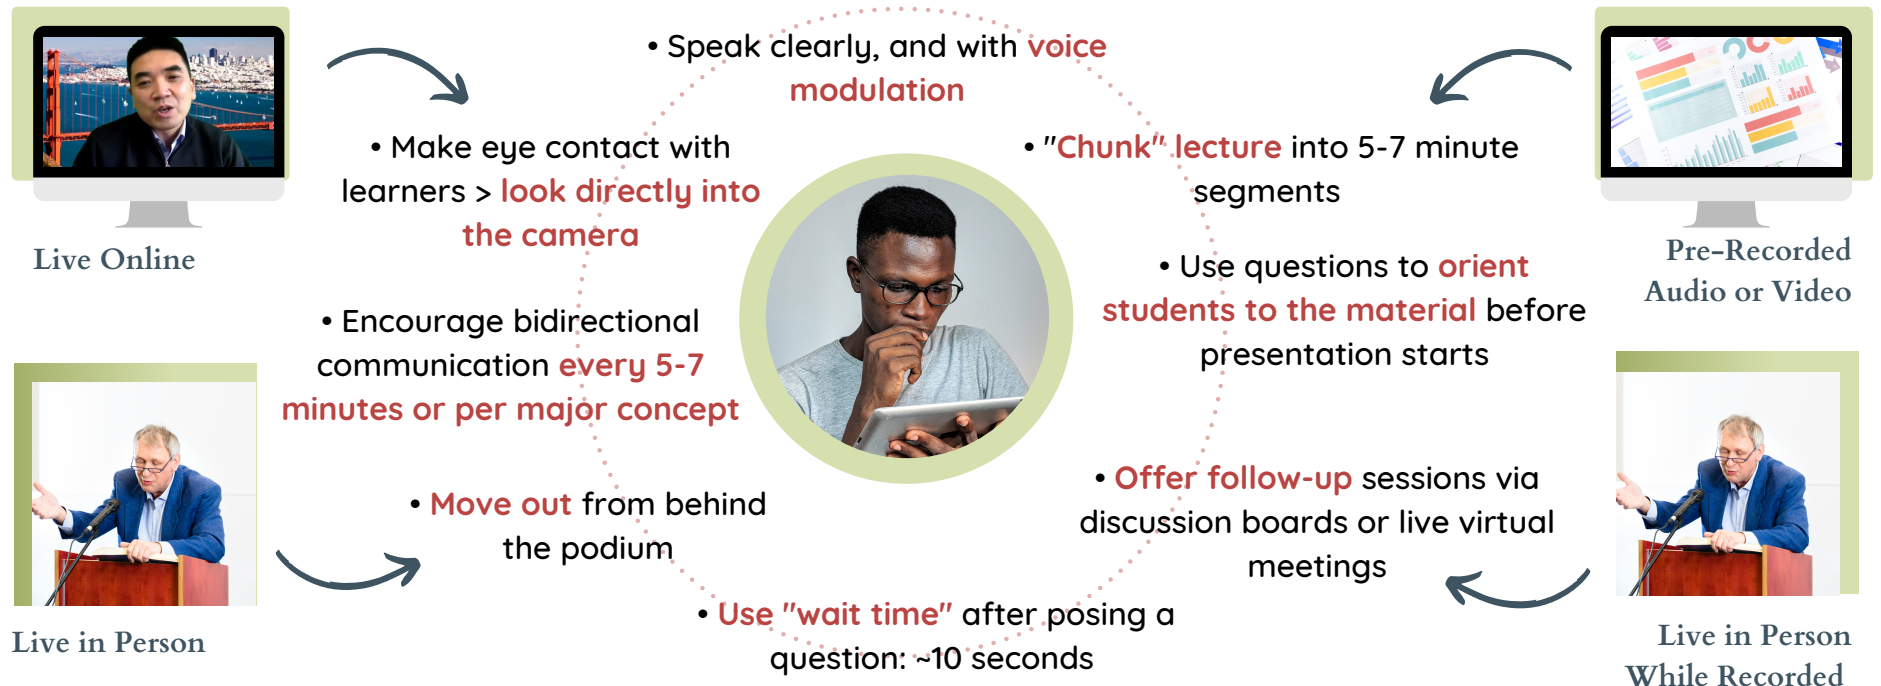 • Speak clearly, and with voice
modulation
• Make eye contact with
learners > look directly into
the camera
Live Online
• Encourage bidirectional
communication every 5-7
minutes or per major concept
• Move out from behind
the podium
Live in Person
• "Chunk" lecture into 5-7 minute
segments
Pre-Recorded
Audio or Video
• Use questions to orient
students to the material before
presentation starts
• Offer follow-up sessions via
discussion boards or live virtual
meetings
• Use "wait time" after posing a
question: ~10 seconds
Live in Person
While Recorded